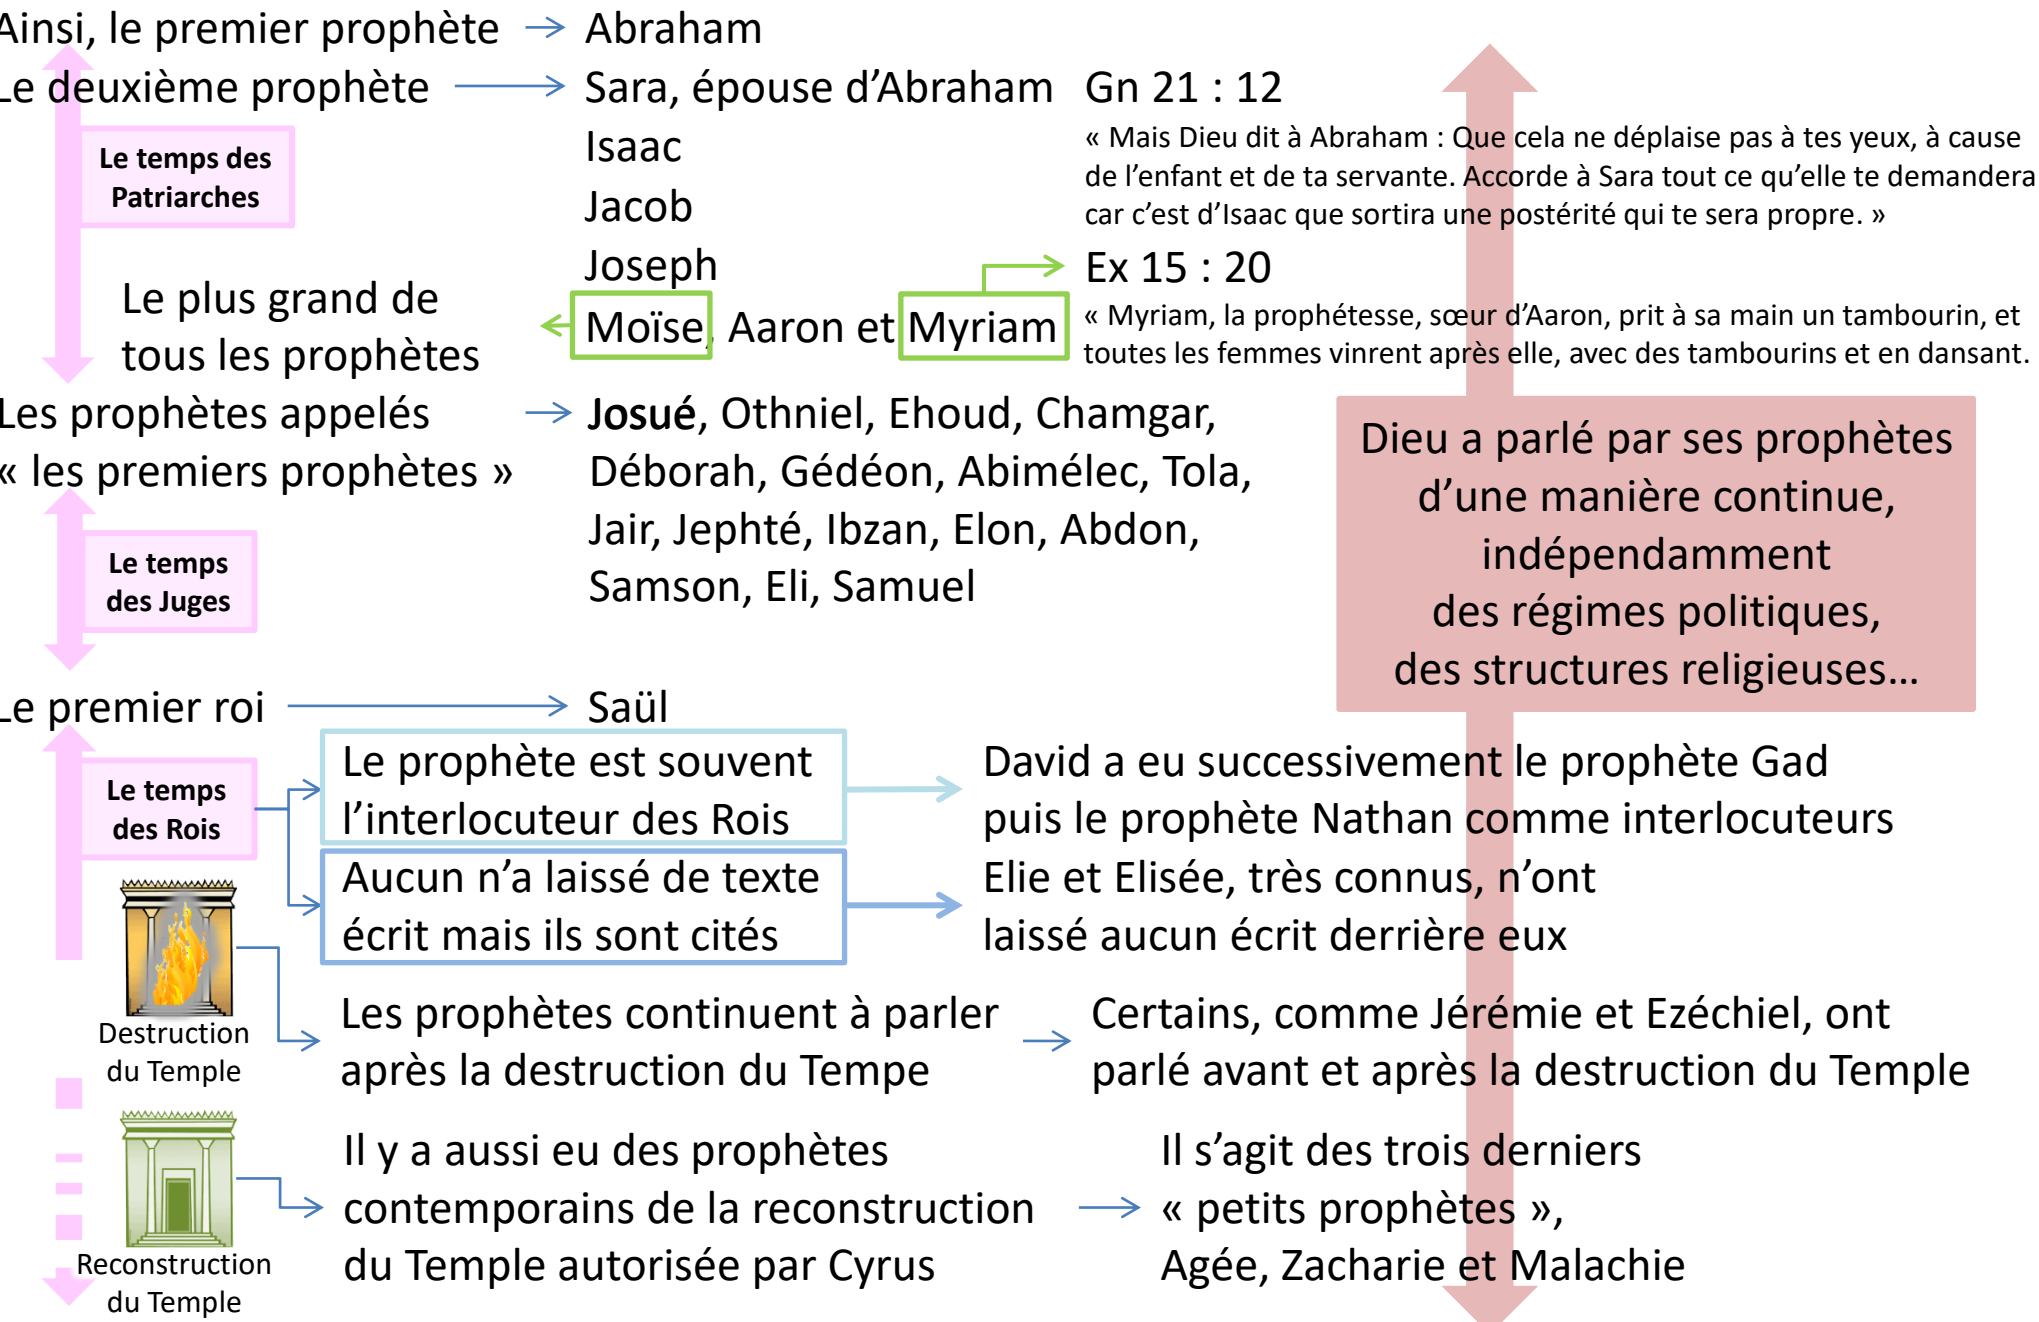 Ainsi, le premier prophète
Abraham
Le deuxième prophète
Sara, épouse d’Abraham
Gn 21 : 12
Isaac
Jacob
Joseph
« Mais Dieu dit à Abraham : Que cela ne déplaise pas à tes yeux, à cause
de l’enfant et de ta servante. Accorde à Sara tout ce qu’elle te demandera
car c’est d’Isaac que sortira une postérité qui te sera propre. »
Le temps des
Patriarches
Le plus grand de
tous les prophètes
Moïse, Aaron et Myriam
Ex 15 : 20
« Myriam, la prophétesse, sœur d’Aaron, prit à sa main un tambourin, et
toutes les femmes vinrent après elle, avec des tambourins et en dansant.
Les prophètes appelés
« les premiers prophètes »
Josué, Othniel, Ehoud, Chamgar,
Déborah, Gédéon, Abimélec, Tola,
Jair, Jephté, Ibzan, Elon, Abdon,
Samson, Eli, Samuel
Dieu a parlé par ses prophètes
d’une manière continue,
indépendamment
des régimes politiques,
des structures religieuses…
Le temps
des Juges
Le premier roi
Saül
Le temps
des Rois
Le prophète est souvent
l’interlocuteur des Rois
David a eu successivement le prophète Gad
puis le prophète Nathan comme interlocuteurs
Aucun n’a laissé de texte
écrit mais ils sont cités
Elie et Elisée, très connus, n’ont
laissé aucun écrit derrière eux
Destruction
du Temple
Les prophètes continuent à parler
après la destruction du Tempe
Certains, comme Jérémie et Ezéchiel, ont
parlé avant et après la destruction du Temple
Reconstruction
du Temple
Il y a aussi eu des prophètes
contemporains de la reconstruction
du Temple autorisée par Cyrus
Il s’agit des trois derniers
« petits prophètes »,
Agée, Zacharie et Malachie